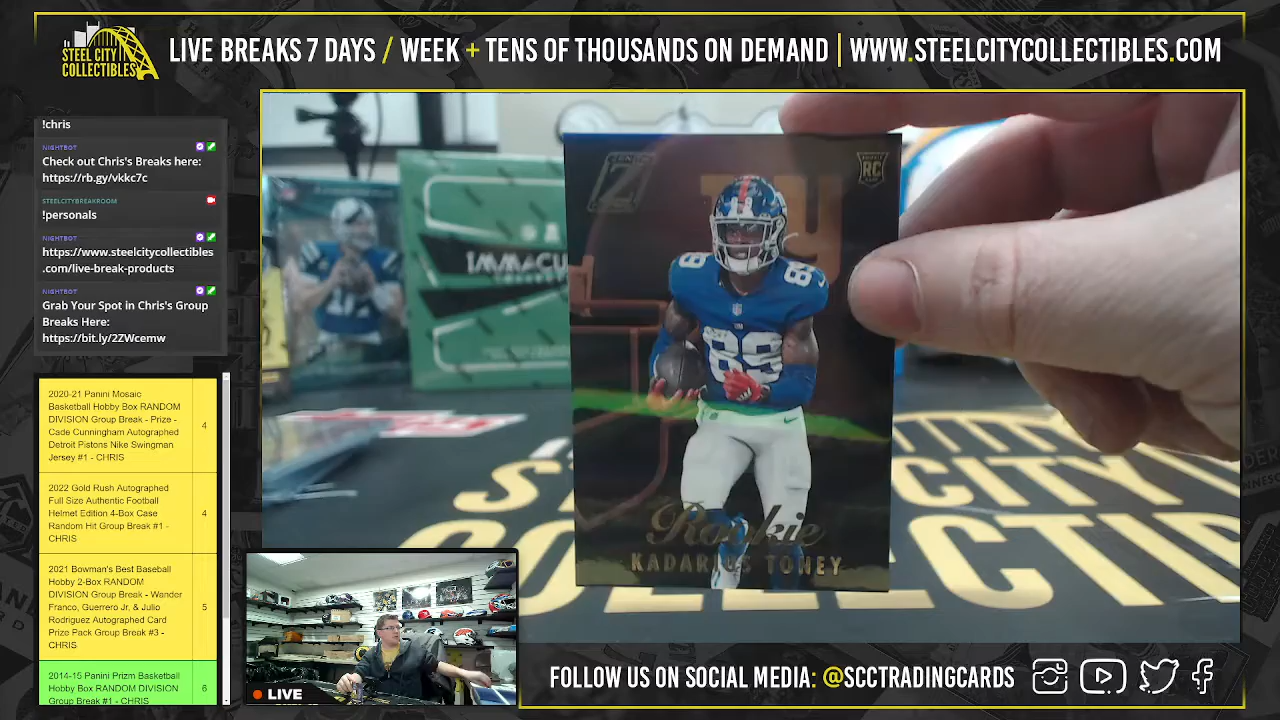 STEEL CITY
COLLECTIBLES
LIVE BREAKS 7 DAYS / WEEK + TENS OF THOUSANDS ON DEMAND | WWW.STEELCITYCOLLECTIBLES.COM
!chris
NIGHTBOT
Check out Chris's Breaks here:
https://rb.gy/vkkc7c
STEELCITYBREAKROOM
!personals
NIGHTBOT
https://www.steelcitycollectibles
.com/live-break-products
NIGHTBOT
Grab Your Spot in Chris's Group
Breaks Here:
https://bit.ly/2ZWcemw
2020-21 Panini Mosaic
Basketball Hobby Box RANDOM
DIVISION Group Break - Prize -
Cade Cunningham Autographed
Detroit Pistons Nike Swingman
Jersey #1 - CHRIS
4
2022 Gold Rush Autographed
Full Size Authentic Football
Helmet Edition 4-Box Case
Random Hit Group Break #1 -
CHRIS
4
2021 Bowman's Best Baseball
Hobby 2-Box RANDOM
DIVISION Group Break - Wander
Franco, Guerrero Jr, & Julio
Rodriguez Autographed Card
Prize Pack Group Break #3 -
CHRIS
5
2014-15 Panini Prizm Basketball
Hobby Box RANDOM DIVISION
Group Break #1 - CHRIS
6
IMMACU
Z
RC
89
89
89
Rookie
KADARIUS TONEY
CITY
COLLECTIB
LIVE
FOLLOW US ON SOCIAL MEDIA: @SCCTRADINGCARDS